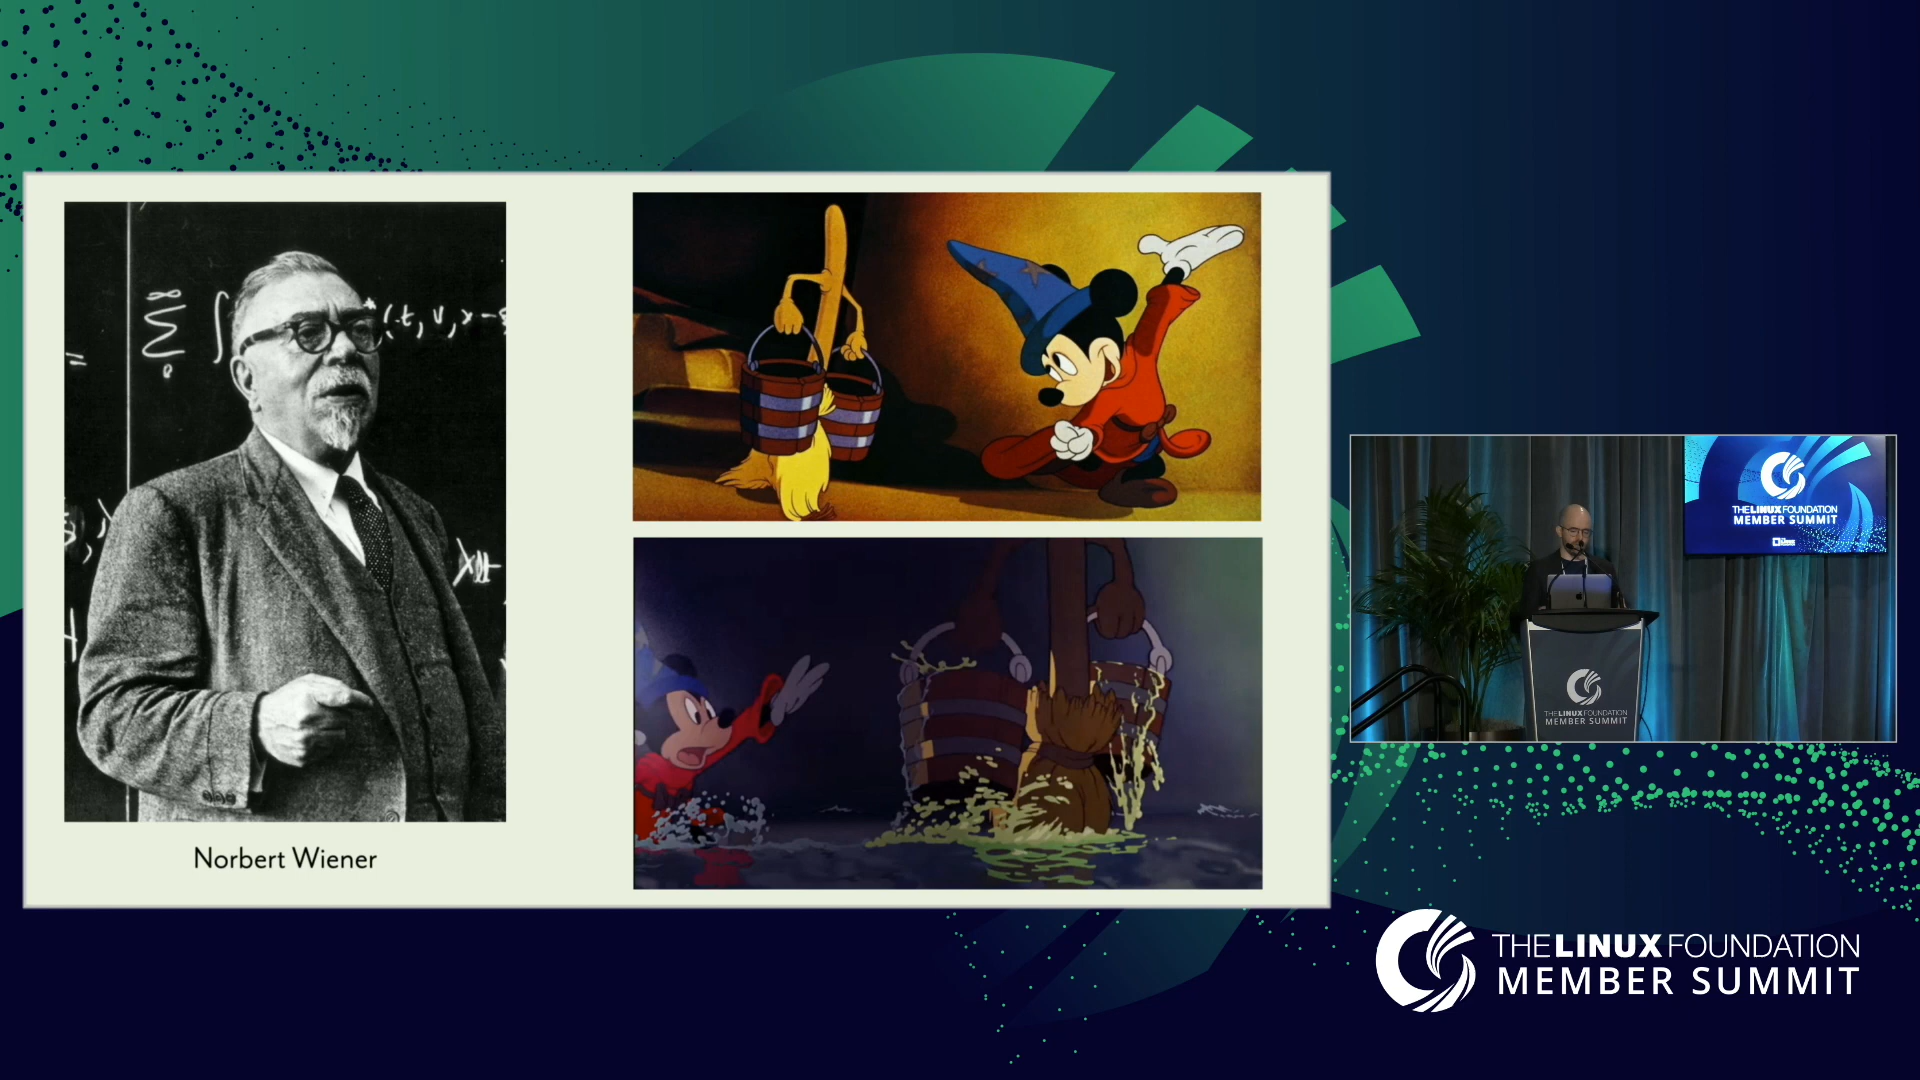 Norbert Wiener
THE LINUX FOUNDATION
MEMBER SUMMIT
THE LINUX FOUNDATION
MEMBER SUMMIT
THE LINUX FOUNDATION
MEMBER SUMMIT